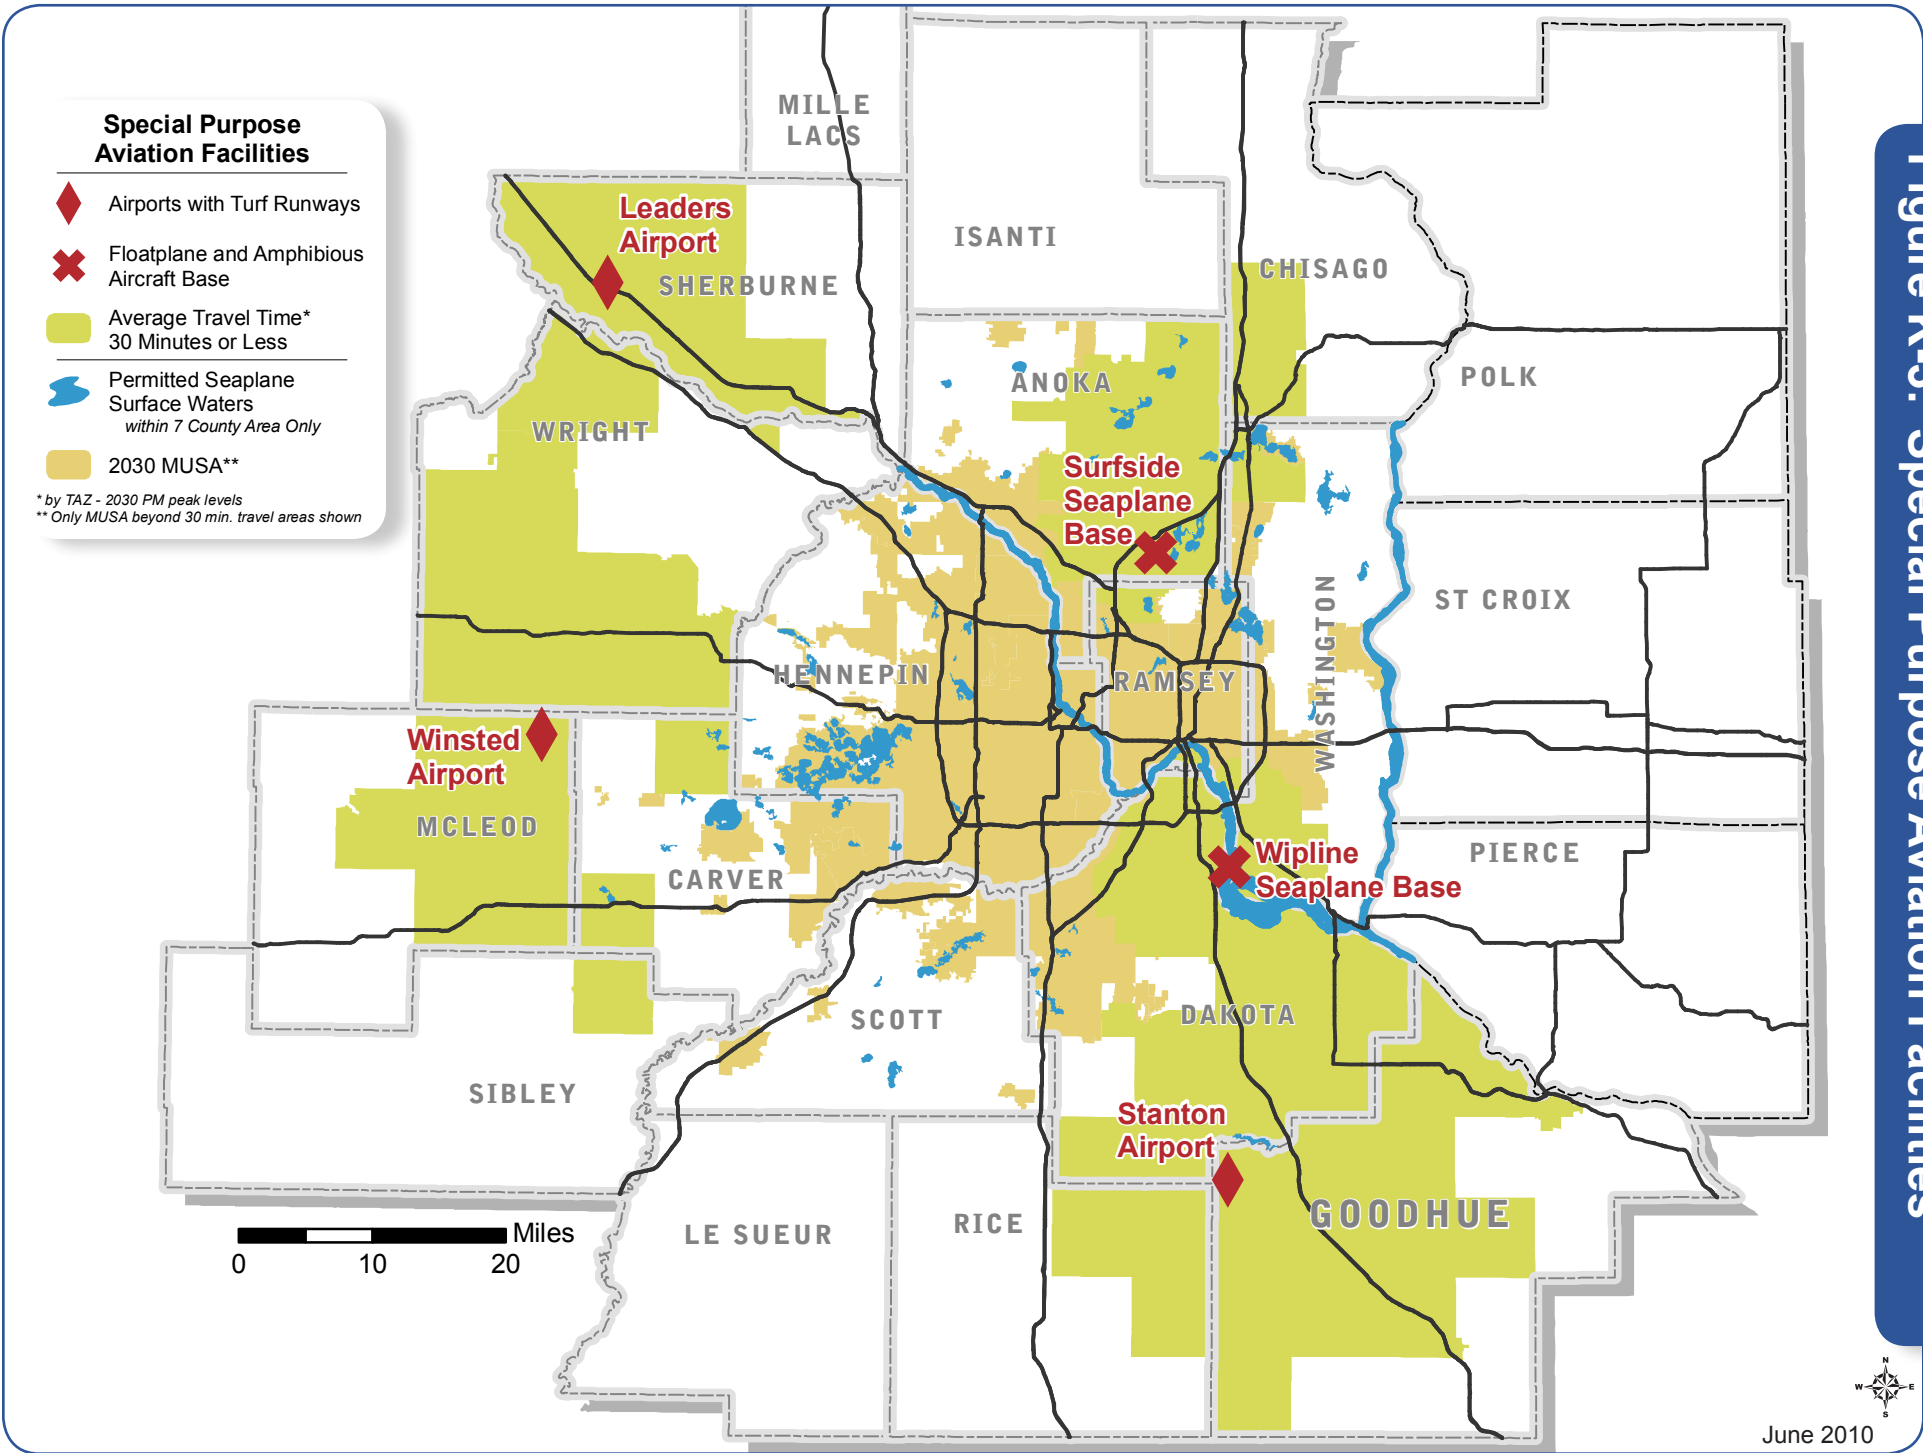 Special Purpose
Aviation Facilities
Airports with Turf Runways
Floatplane and Amphibious
Aircraft Base
Average Travel Time*
30 Minutes or Less
Permitted Seaplane
Surface Waters
within 7 County Area Only
2030 MUSA**
* by TAZ - 2030 PM peak levels
** Only MUSA beyond 30 min. travel areas shown
MILLE
LACS
Leaders
Airport
SHERBURNE
ISANTI
CHISAGO
ANOKA
POLK
WRIGHT
Surfside
Seaplane
Base
ST CROIX
WASHINGTON
HENNEPIN
RAMSEY
Winsted
Airport
MCLEOD
CARVER
Wipline
Seaplane Base
PIERCE
SCOTT
DAKOTA
SIBLEY
Stanton
Airport
GOODHUE
LE SUEUR
RICE
Miles
0 10 20
Special Purpose Aviation Facilities
N
W E
S
June 2010